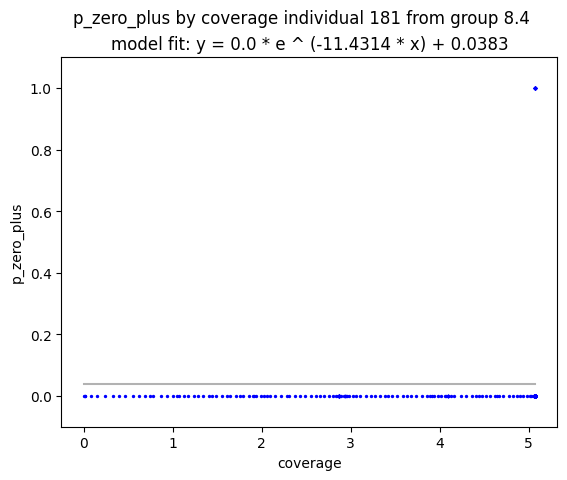 p_zero_plus by coverage individual 181 from group 8.4
model fit: y = 0.0 * e ^ (-11.4314 * x) + 0.0383
1.0
0.8
0.6
0.4
0.2
0.0
p_zero_plus
0 1 2 3 4 5
coverage